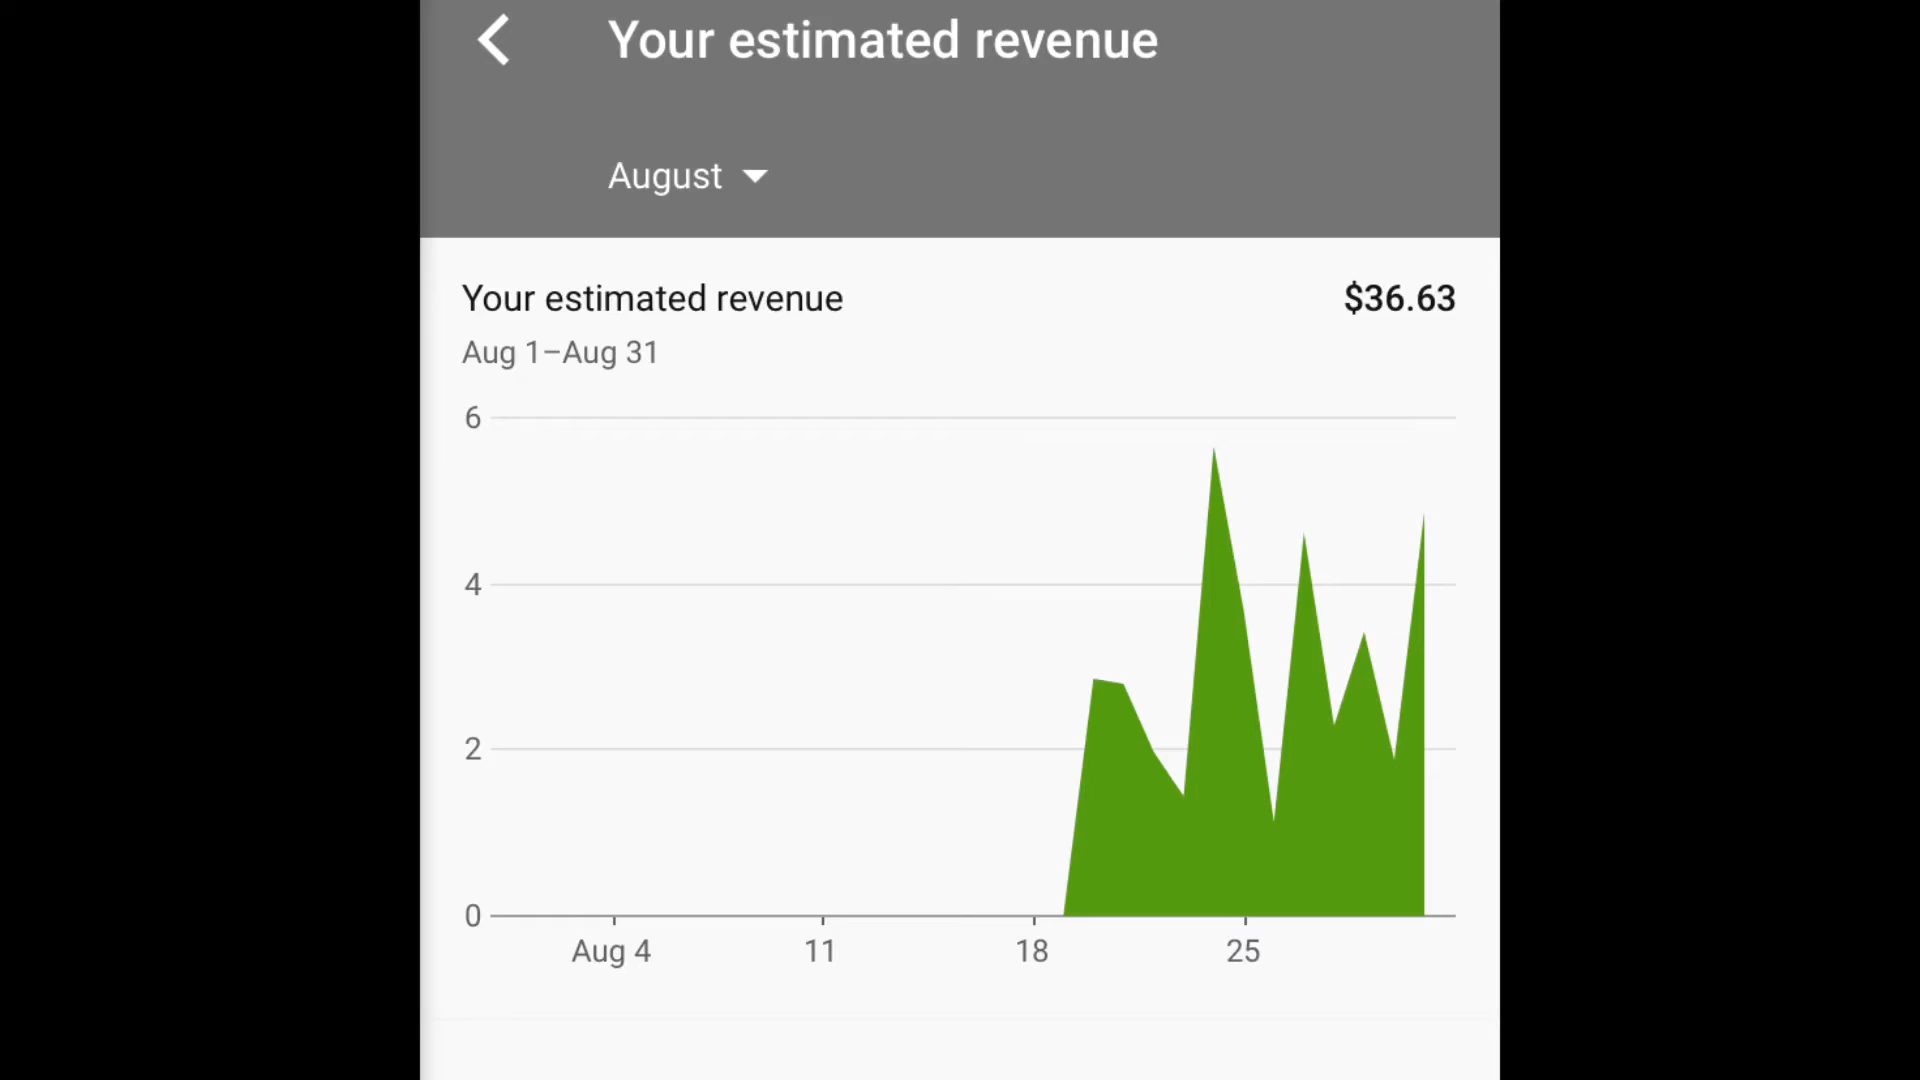 Your estimated revenue
August
Your estimated revenue $36.63
Aug 1–Aug 31
6
4
2
0
Aug 4 11 18 25